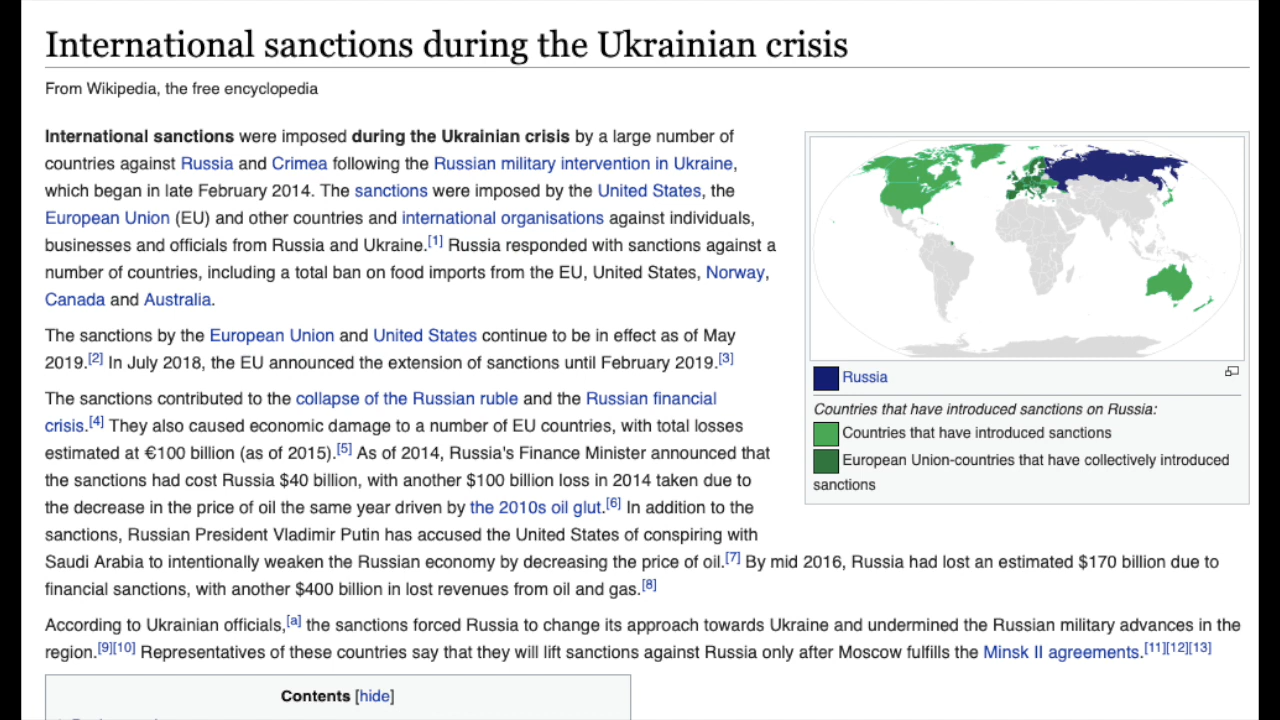 International sanctions during the Ukrainian crisis
From Wikipedia, the free encyclopedia
International sanctions were imposed during the Ukrainian crisis by a large number of
countries against Russia and Crimea following the Russian military intervention in Ukraine,
which began in late February 2014. The sanctions were imposed by the United States, the
European Union (EU) and other countries and international organisations against individuals,
businesses and officials from Russia and Ukraine.[1] Russia responded with sanctions against a
number of countries, including a total ban on food imports from the EU, United States, Norway,
Canada and Australia.
The sanctions by the European Union and United States continue to be in effect as of May
2019.[2] In July 2018, the EU announced the extension of sanctions until February 2019.[3]
The sanctions contributed to the collapse of the Russian ruble and the Russian financial
crisis.[4] They also caused economic damage to a number of EU countries, with total losses
estimated at €100 billion (as of 2015).[5] As of 2014, Russia's Finance Minister announced that
the sanctions had cost Russia $40 billion, with another $100 billion loss in 2014 taken due to
the decrease in the price of oil the same year driven by the 2010s oil glut.[6] In addition to the
sanctions, Russian President Vladimir Putin has accused the United States of conspiring with
Saudi Arabia to intentionally weaken the Russian economy by decreasing the price of oil.[7] By mid 2016, Russia had lost an estimated $170 billion due to
financial sanctions, with another $400 billion in lost revenues from oil and gas.[8]
According to Ukrainian officials,[a] the sanctions forced Russia to change its approach towards Ukraine and undermined the Russian military advances in the
region.[9][10] Representatives of these countries say that they will lift sanctions against Russia only after Moscow fulfills the Minsk II agreements.[11][12][13]
Russia
Countries that have introduced sanctions on Russia:
Countries that have introduced sanctions
European Union-countries that have collectively introduced
sanctions
Contents [hide]